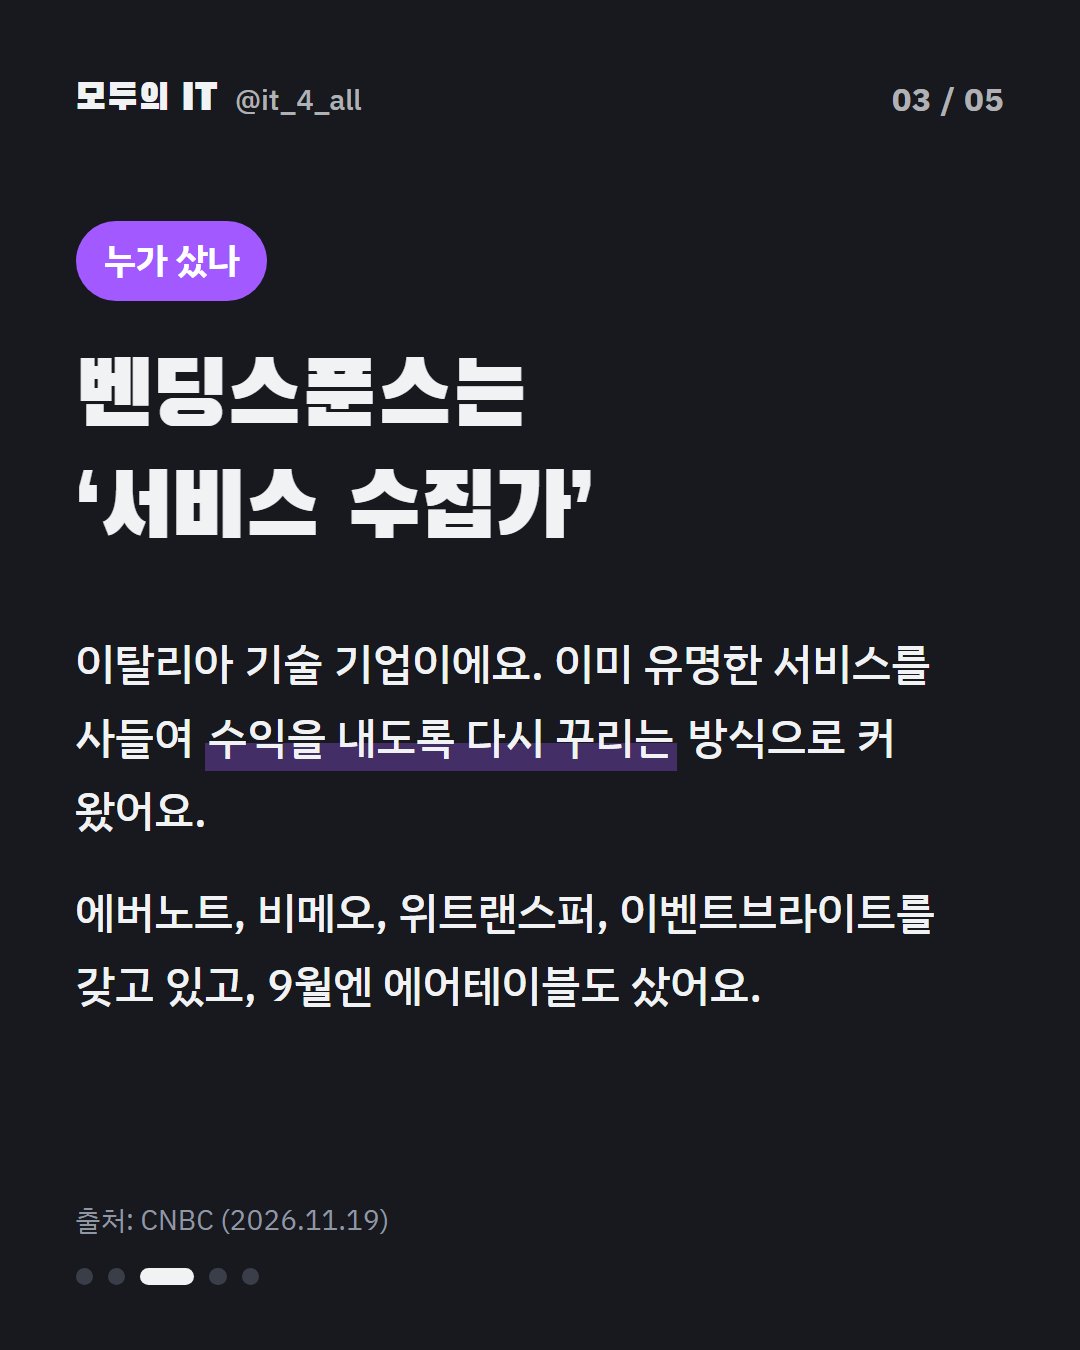 모두의 IT @it_4_all 03 / 05
누가 샀나
벤딩스푼스는
‘서비스 수집가’
이탈리아 기술 기업이에요. 이미 유명한 서비스를
사들여 수익을 내도록 다시 꾸리는 방식으로 커
왔어요.
에버노트, 비메오, 위트랜스퍼, 이벤트브라이트를
갖고 있고, 9월엔 에어테이블도 샀어요.
출처: CNBC (2026.11.19)